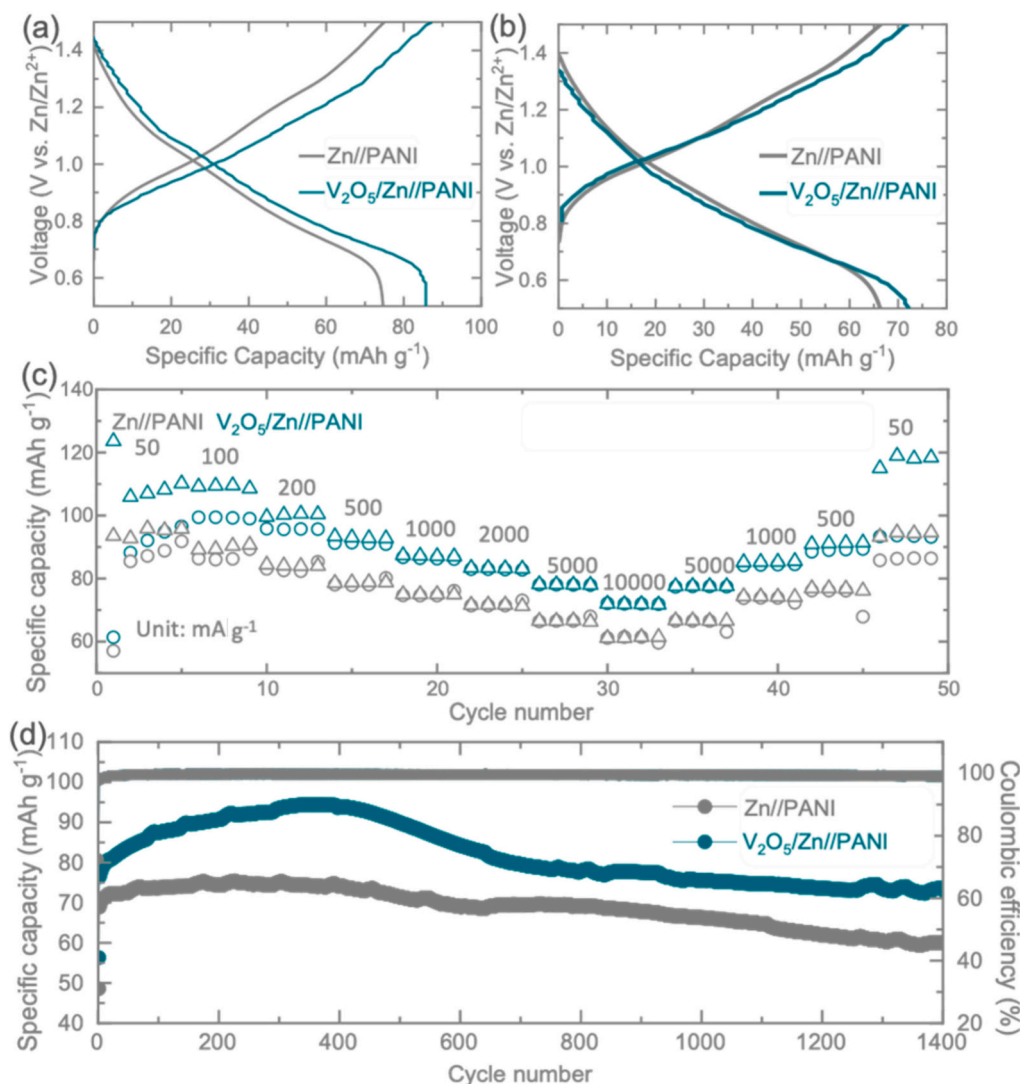 (a)
Voltage (V vs. Zn/Zn²⁺)
1.4
1.2
1.0
0.8
0.6
Zn//PANI
V₂O₅/Zn//PANI
0 20 40 60 80 100
Specific Capacity (mAh g⁻¹)
(b)
Voltage (V vs. Zn/Zn²⁺)
1.4
1.2
1.0
0.8
0.6
Zn//PANI
V₂O₅/Zn//PANI
0 10 20 30 40 50 60 70 80
Specific Capacity (mAh g⁻¹)
(c)
Specific capacity (mAh g⁻¹)
140
120
100
80
60
Zn//PANI V₂O₅/Zn//PANI
50 100 200 500 1000 2000 5000 10000 5000 1000 500 50
Unit: mA g⁻¹
0 10 20 30 40 50
Cycle number
(d)
Specific capacity (mAh g⁻¹)
110
100
90
80
70
60
50
40
Zn//PANI
V₂O₅/Zn//PANI
100
80
60
40
20
Coulombic efficiency (%)
0 200 400 600 800 1000 1200 1400
Cycle number